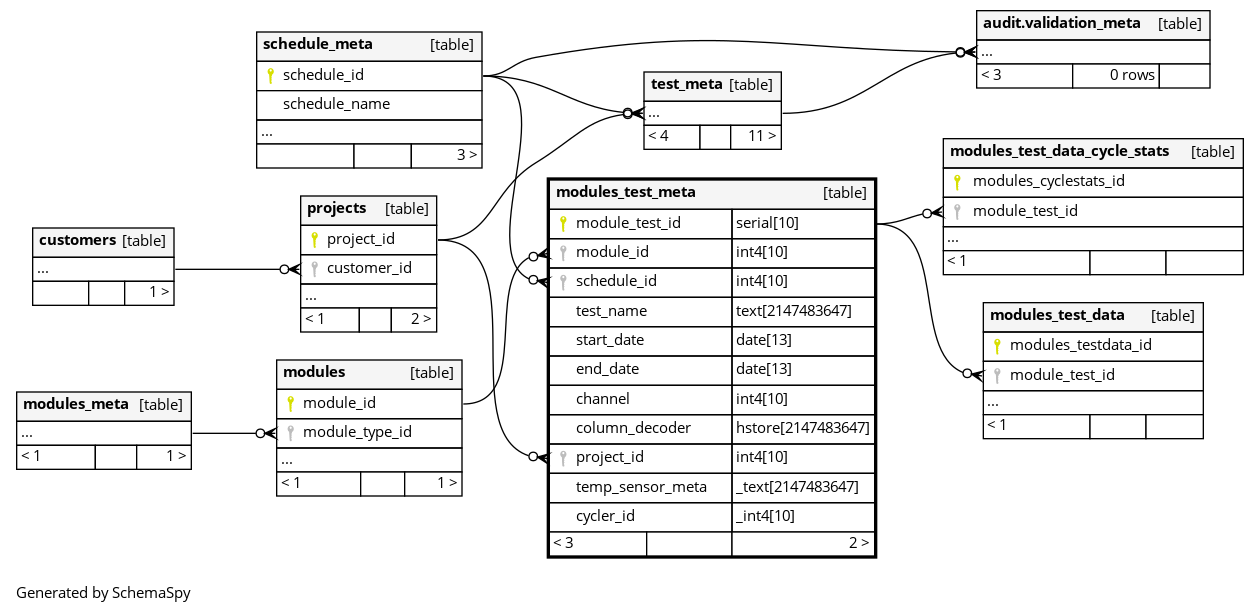 schedule_meta [table]
schedule_id
schedule_name
...
3 >
audit.validation_meta [table]
...
< 3 0 rows
test_meta [table]
...
< 4 11 >
modules_test_data_cycle_stats [table]
modules_cyclestats_id
module_test_id
...
< 1
projects [table]
project_id
customer_id
...
< 1 2 >
customers [table]
...
1 >
modules_test_meta [table]
module_test_id serial[10]
module_id int4[10]
schedule_id int4[10]
test_name text[2147483647]
start_date date[13]
end_date date[13]
channel int4[10]
column_decoder hstore[2147483647]
project_id int4[10]
temp_sensor_meta _text[2147483647]
cycler_id _int4[10]
< 3 2 >
modules_test_data [table]
modules_testdata_id
module_test_id
...
< 1
modules [table]
module_id
module_type_id
...
< 1 1 >
modules_meta [table]
...
< 1 1 >
Generated by SchemaSpy